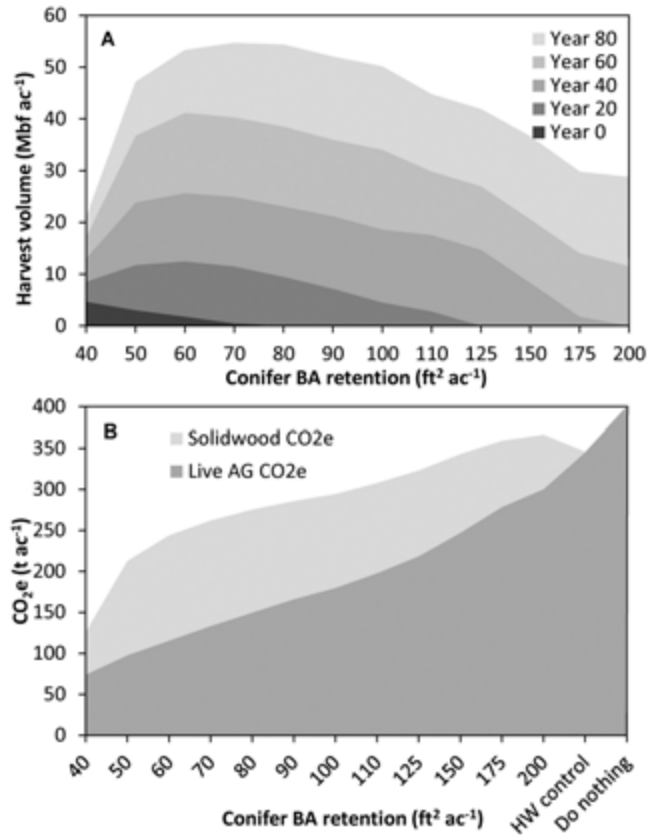 A
60
50
40
30
20
10
0
Harvest volume (Mbf ac⁻¹)
Year 80
Year 60
Year 40
Year 20
Year 0
40 50 60 70 80 90 100 110 125 150 175 200
Conifer BA retention (ft² ac⁻¹)
B
400
350
300
250
200
150
100
50
0
CO₂e (t ac⁻¹)
Solidwood CO2e
Live AG CO2e
40 50 60 70 80 90 100 110 125 150 175 200 HW control Do nothing
Conifer BA retention (ft² ac⁻¹)